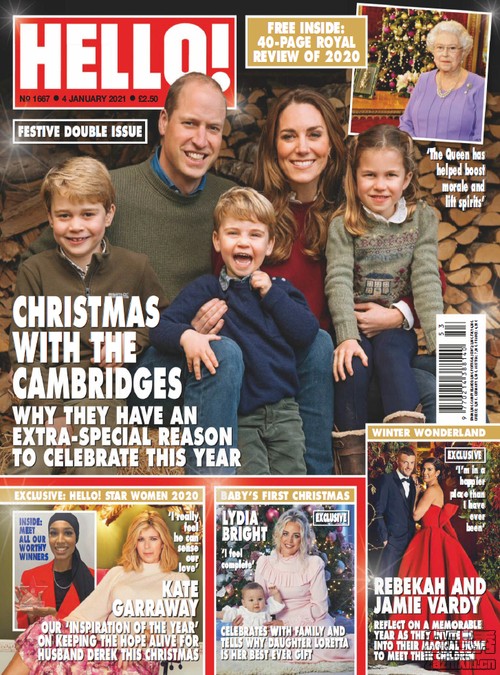 HELLO!
No 1667 • 4 JANUARY 2021 • £2.50
FESTIVE DOUBLE ISSUE
FREE INSIDE:
40-PAGE ROYAL
REVIEW OF 2020
'The Queen has
helped boost
morale and
lift spirits'
CHRISTMAS
WITH THE
CAMBRIDGES
WHY THEY HAVE AN
EXTRA-SPECIAL REASON
TO CELEBRATE THIS YEAR
53
EXCLUSIVE: HELLO! STAR WOMEN 2020
INSIDE:
MEET
ALL OUR
WORTHY
WINNERS
'I really
feel
he can
sense
our
love'
KATE
GARRAWAY
OUR 'INSPIRATION OF THE YEAR'
ON KEEPING THE HOPE ALIVE FOR
HUSBAND DEREK THIS CHRISTMAS
BABY'S FIRST CHRISTMAS
LYDIA
BRIGHT
EXCLUSIVE
'I feel
complete'
CELEBRATES WITH FAMILY AND
TELLS WHY DAUGHTER LORETTA
IS HER BEST EVER GIFT
WINTER WONDERLAND
EXCLUSIVE
'I'm in a
happier
place than
I have
ever
been'
REBEKAH AND
JAMIE VARDY
REFLECT ON A MEMORABLE
YEAR AS THEY INVITE US
INTO THEIR MAGICAL HOME
TO MEET THEIR CHILDREN